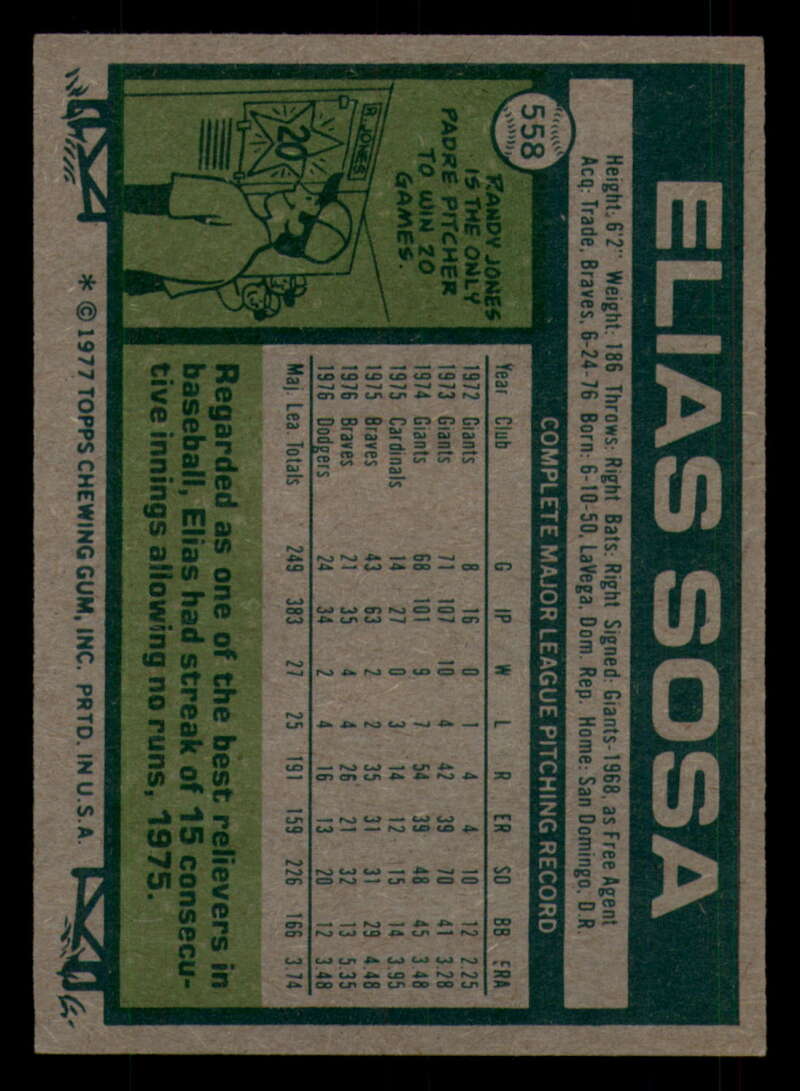 558
ELIAS SOSA
Height: 6'2" Weight: 186 Throws: Right Bats: Right Signed: Giants-1968, as Free Agent
Acq: Trade, Braves, 6-24-76 Born: 6-10-50, LaVega, Dom. Rep. Home: San Domingo, D.R.
COMPLETE MAJOR LEAGUE PITCHING RECORD
Year Club G IP W L R ER SO BB ERA
1972 Giants 8 16 0 1 4 4 10 12 2.25
1973 Giants 71 107 10 4 42 39 70 41 3.28
1974 Giants 68 101 9 7 54 39 48 45 3.48
1975 Cardinals 14 27 0 3 14 12 15 14 3.95
1975 Braves 43 63 2 2 35 31 31 29 4.48
1976 Braves 21 35 4 4 26 21 32 13 5.35
1976 Dodgers 24 34 2 4 16 13 20 12 3.48
Maj. Lea. Totals 249 383 27 25 191 159 226 166 3.74
RANDY JONES
IS THE ONLY
PADRE PITCHER
TO WIN 20
GAMES.
R. JONES
20
Regarded as one of the best relievers in
baseball, Elias had streak of 15 consecu-
tive innings allowing no runs, 1975.
* © 1977 TOPPS CHEWING GUM, INC. PRTD. IN U.S.A.